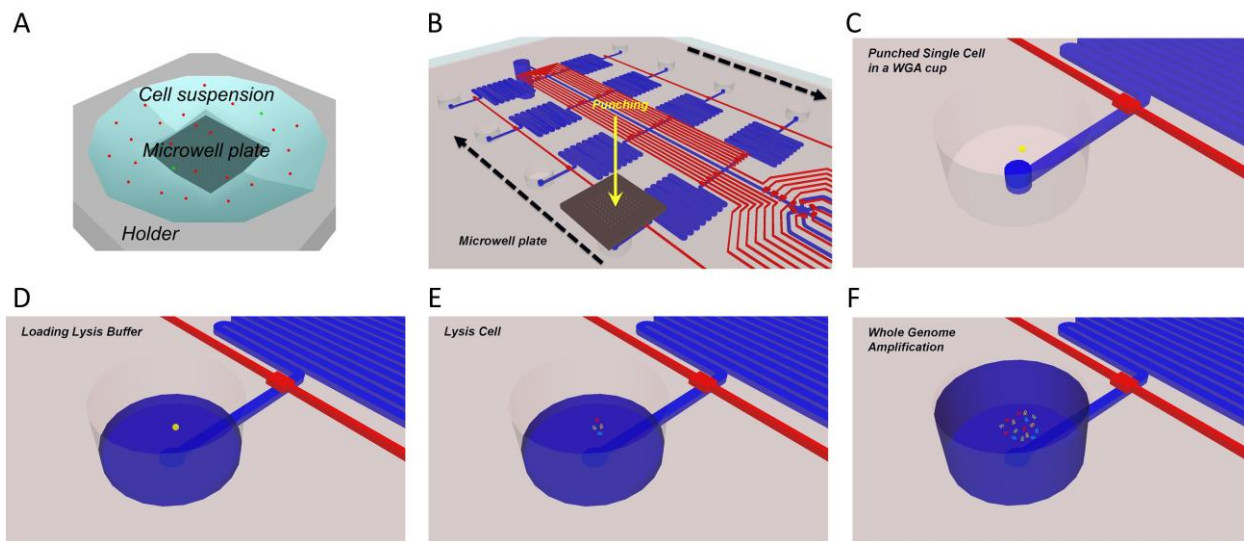 A
Cell suspension
Microwell plate
Holder
B
Punching
Microwell plate
C
Punched Single Cell
in a WGA cup
D
Loading Lysis Buffer
E
Lysis Cell
F
Whole Genome
Amplification